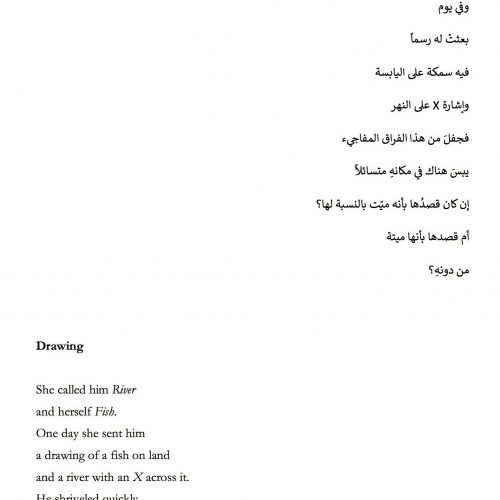 وفي يوم
بعثتْ له رسماً
فيه سمكة على اليابسة
وإشارة X على النهر
فجفلَ من هذا الفراق المفاجيء
يبسَ هناك في مكانهِ متسائلاً
إن كان قصدُها بأنه ميّت بالنسبة لها؟
أم قصدها بأنها ميتة
من دونهِ؟
Drawing
She called him River
and herself Fish.
One day she sent him
a drawing of a fish on land
and a river with an X across it.
He shriveled quickly